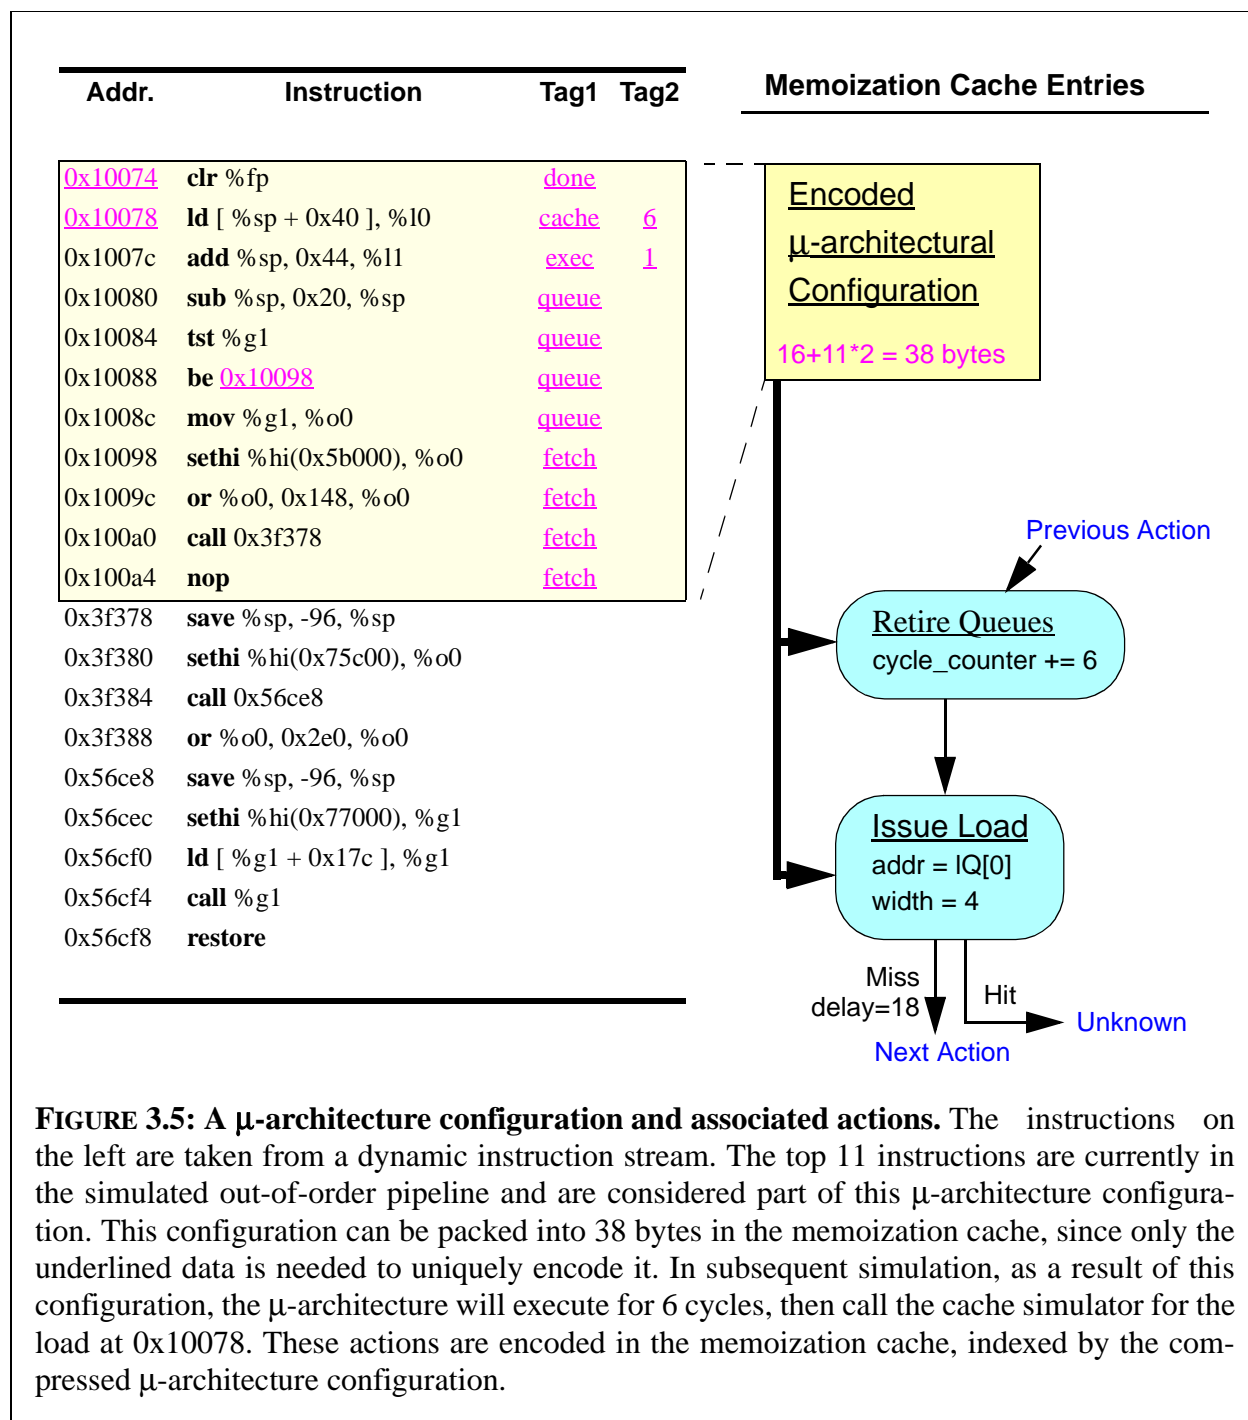 Addr. Instruction Tag1 Tag2
0x10074 clr %fp done
0x10078 ld [ %sp + 0x40 ], %l0 cache 6
0x1007c add %sp, 0x44, %l1 exec 1
0x10080 sub %sp, 0x20, %sp queue
0x10084 tst %g1 queue
0x10088 be 0x10098 queue
0x1008c mov %g1, %o0 queue
0x10098 sethi %hi(0x5b000), %o0 fetch
0x1009c or %o0, 0x148, %o0 fetch
0x100a0 call 0x3f378 fetch
0x100a4 nop fetch
0x3f378 save %sp, -96, %sp
0x3f380 sethi %hi(0x75c00), %o0
0x3f384 call 0x56ce8
0x3f388 or %o0, 0x2e0, %o0
0x56ce8 save %sp, -96, %sp
0x56cec sethi %hi(0x77000), %g1
0x56cf0 ld [ %g1 + 0x17c ], %g1
0x56cf4 call %g1
0x56cf8 restore
Memoization Cache Entries
Encoded
μ-architectural
Configuration
16+11*2 = 38 bytes
Previous Action
Retire Queues
cycle_counter += 6
Issue Load
addr = lQ[0]
width = 4
Miss
delay=18
Hit
Unknown
Next Action
FIGURE 3.5: A μ-architecture configuration and associated actions. The instructions on
the left are taken from a dynamic instruction stream. The top 11 instructions are currently in
the simulated out-of-order pipeline and are considered part of this μ-architecture configura-
tion. This configuration can be packed into 38 bytes in the memoization cache, since only the
underlined data is needed to uniquely encode it. In subsequent simulation, as a result of this
configuration, the μ-architecture will execute for 6 cycles, then call the cache simulator for the
load at 0x10078. These actions are encoded in the memoization cache, indexed by the com-
pressed μ-architecture configuration.